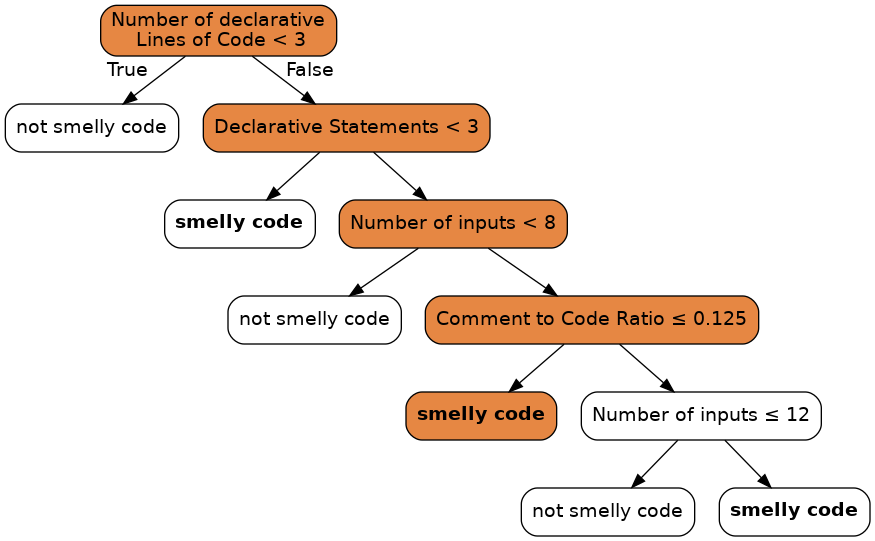 Number of declarative
Lines of Code < 3
True
False
not smelly code
Declarative Statements < 3
smelly code
Number of inputs < 8
not smelly code
Comment to Code Ratio ≤ 0.125
smelly code
Number of inputs ≤ 12
not smelly code
smelly code